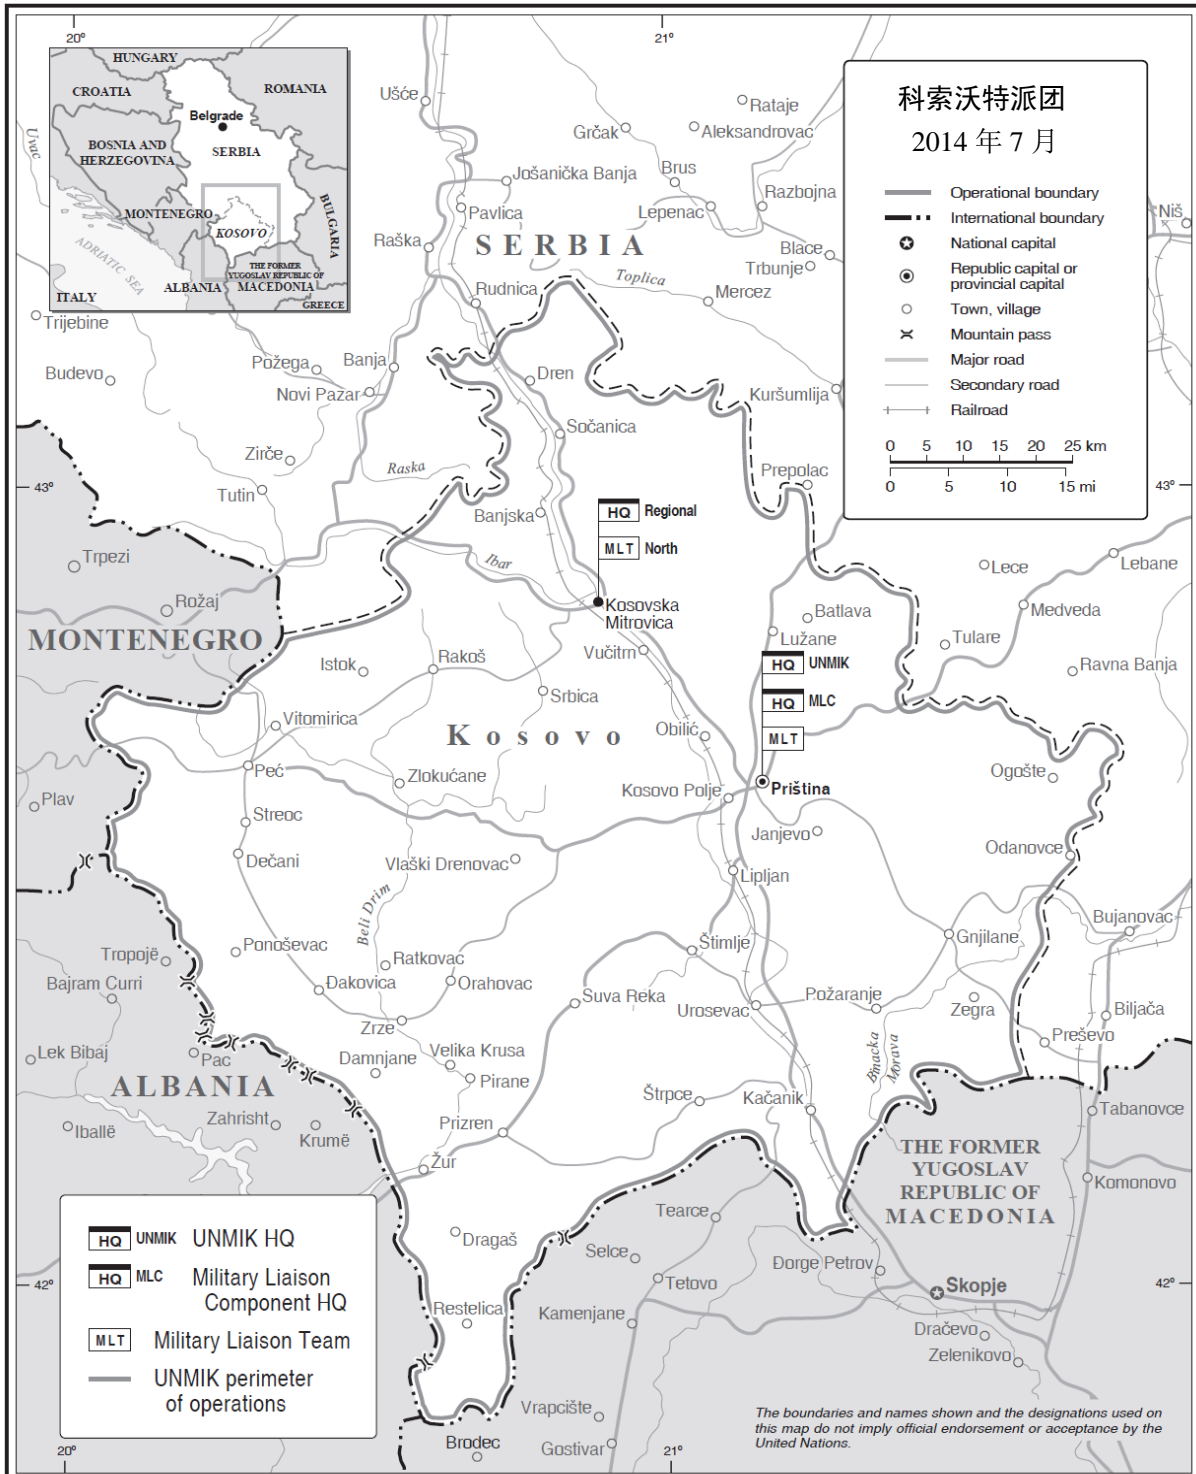 20°
21°
HUNGARY
CROATIA
ROMANIA
Belgrade
BOSNIA AND
HERZEGOVINA
SERBIA
MONTENEGRO
KOSOVO
BULGARIA
ADRIATIC SEA
THE FORMER
YUGOSLAV REPUBLIC OF
MACEDONIA
ALBANIA
ITALY
GREECE
科索沃特派团
2014 年 7 月
Operational boundary
International boundary
National capital
Republic capital or
provincial capital
Town, village
Mountain pass
Major road
Secondary road
Railroad
0 5 10 15 20 25 km
0 5 10 15 mi
Uvac
Ušće
Rataje
Grčak
Aleksandrovac
Brus
Jošanička Banja
Razbojna
Pavlica
Lepenac
Niš
Raška
SERBIA
Blace
Trbunje
Toplica
Mercez
Rudnica
Trijebine
Požega
Banja
Budevo
Dren
Novi Pazar
Kuršumlija
Sočanica
Zirče
Raska
Prepolac
43°
43°
Tutin
Banjska
HQ Regional
MLT North
Ibar
Trpezi
Lece
Lebane
Rožaj
Kosovska
Mitrovica
Batlava
Medveda
MONTENEGRO
Lužane
Tulare
Vučitrn
Istok
Rakoš
HQ UNMIK
Ravna Banja
Srbica
HQ MLC
Vitomirica
Kosovo
Obilić
MLT
Peć
Zlokućane
Ogošte
Plav
Kosovo Polje
Priština
Streoc
Janjevo
Dečani
Vlaški Drenovac
Odanovce
Lipljan
Beli Drim
Bujanovac
Ponoševac
Štimlje
Gnjilane
Tropojë
Ratkovac
Bajram Curri
Đakovica
Orahovac
Suva Reka
Požaranje
Urosevac
Zegra
Biljača
Zrze
Preševo
Lek Bibaj
Pac
Damnjane
Velika Krusa
Binacka
Morava
ALBANIA
Pirane
Štrpce
Kačanik
Zahrisht
Tabanovce
Iballë
Krumë
Prizren
THE FORMER
YUGOSLAV
REPUBLIC OF
MACEDONIA
Žur
Komonovo
Tearce
Dragaš
Selce
Đorge Petrov
42°
42°
Tetovo
Skopje
Restelica
Kamenjane
Dračevo
Zelenikovo
Vrapcište
Brodec
Gostivar
HQ UNMIK UNMIK HQ
HQ MLC Military Liaison
Component HQ
MLT Military Liaison Team
UNMIK perimeter
of operations
The boundaries and names shown and the designations used on
this map do not imply official endorsement or acceptance by the
United Nations.
20°
21°